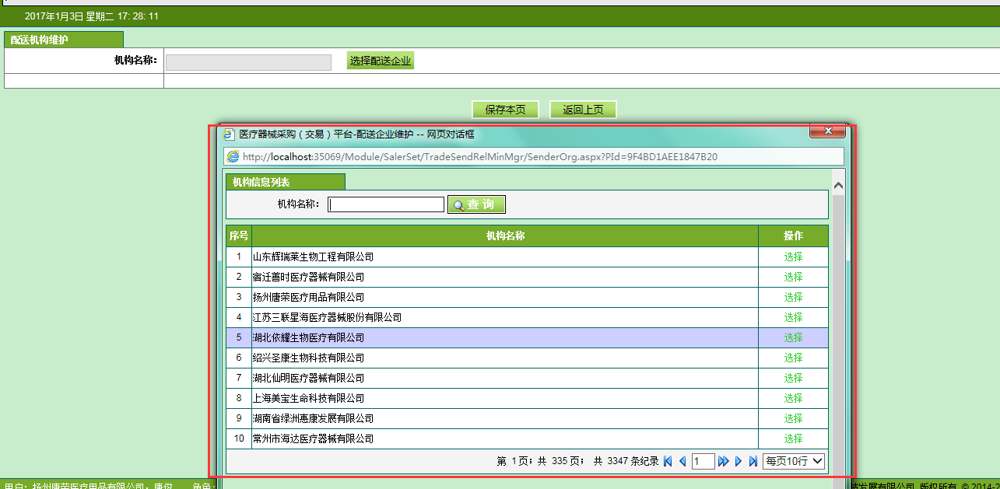 2017年1月3日 星期二 17: 28: 11
配送机构维护
机构名称: 选择配送企业
保存本页 返回上页
医疗器械采购（交易）平台-配送企业维护 -- 网页对话框
http://localhost:35069/Module/SalerSet/TradeSendRelMinMgr/SenderOrg.aspx?PId=9F4BD1AEE1847B20
机构信息列表
机构名称: 查 询
序号 机构名称 操作
1 山东辉瑞莱生物工程有限公司 选择
2 宿迁善时医疗器械有限公司 选择
3 扬州唐荣医疗用品有限公司 选择
4 江苏三联星海医疗器械股份有限公司 选择
5 湖北依耀生物医疗有限公司 选择
6 绍兴圣康生物科技有限公司 选择
7 湖北仙明医疗器械有限公司 选择
8 上海美宝生命科技有限公司 选择
9 湖南省绿洲惠康发展有限公司 选择
10 常州市海达医疗器械有限公司 选择
第 1页; 共 335 页; 共 3347 条纪录 1 每页10行
用户: 扬州唐荣医疗用品有限公司, 唐俊 角色: 技发展有限公司 版权所有 © 2014-2